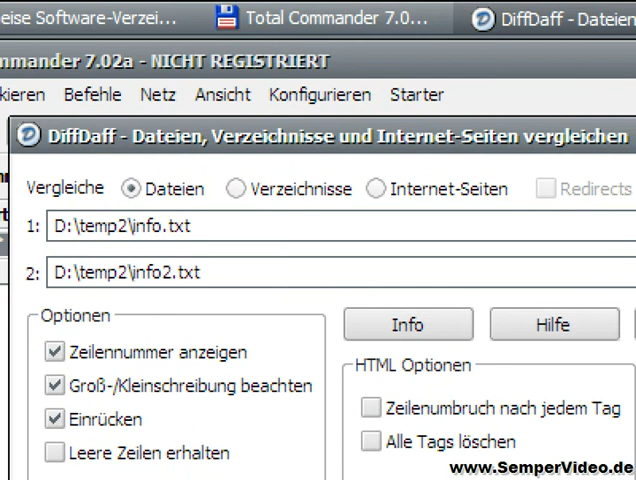 eise Software-Verzei... Total Commander 7.0... DiffDaff - Dateien
mmander 7.02a - NICHT REGISTRIERT
kieren Befehle Netz Ansicht Konfigurieren Starter
DiffDaff - Dateien, Verzeichnisse und Internet-Seiten vergleichen
Vergleiche Dateien Verzeichnisse Internet-Seiten Redirects
1: D:\temp2\info.txt
2: D:\temp2\info2.txt
Optionen
Info Hilfe
Zeilennummer anzeigen
HTML Optionen
Groß-/Kleinschreibung beachten
Zeilenumbruch nach jedem Tag
Einrücken
Alle Tags löschen
Leere Zeilen erhalten
www.SemperVideo.de